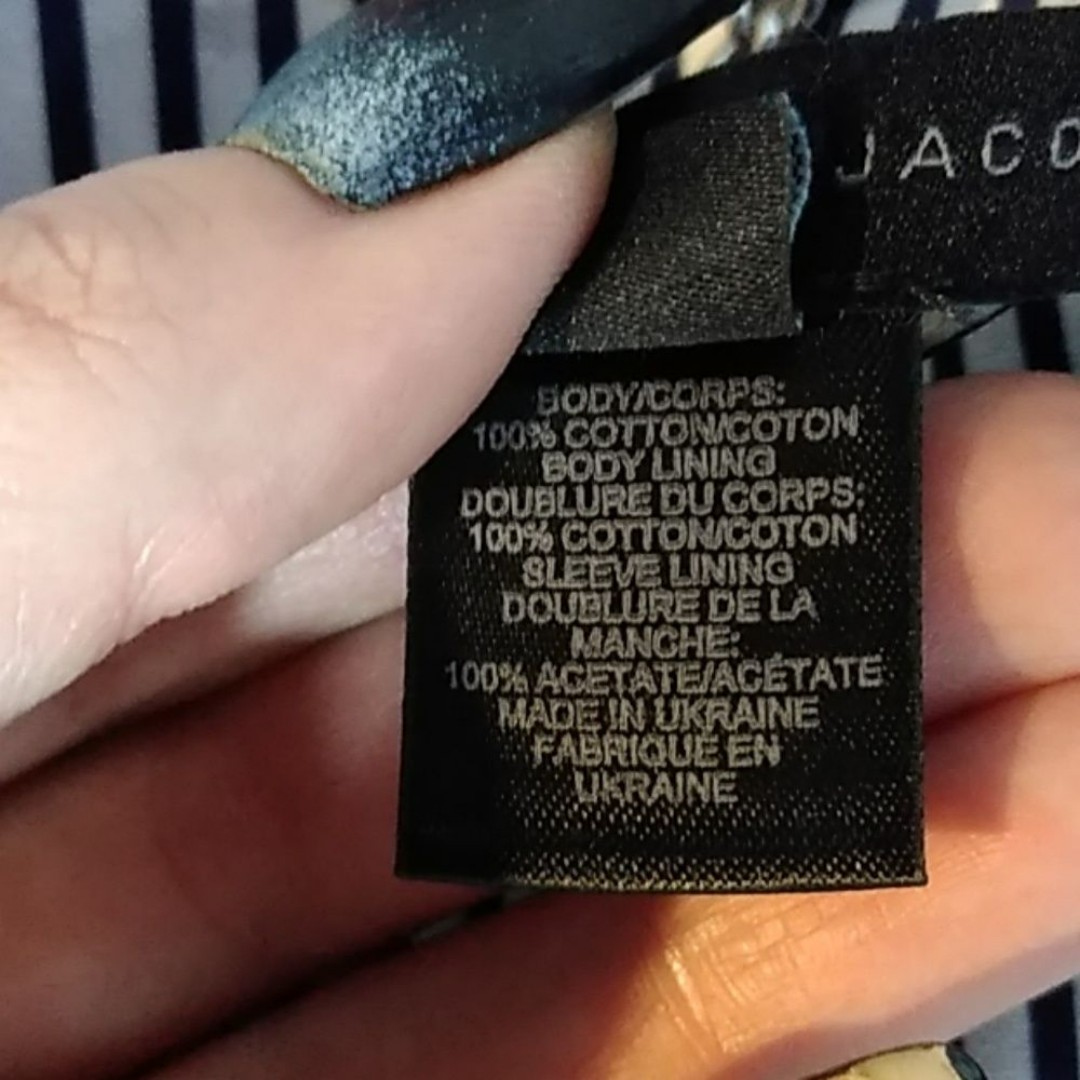 JACO
BODY/CORPS:
100% COTTON/COTON
BODY LINING
DOUBLURE DU CORPS:
100% COTTON/COTON
SLEEVE LINING
DOUBLURE DE LA
MANCHE:
100% ACETATE/ACÉTATE
MADE IN UKRAINE
FABRIQUE EN
UKRAINE